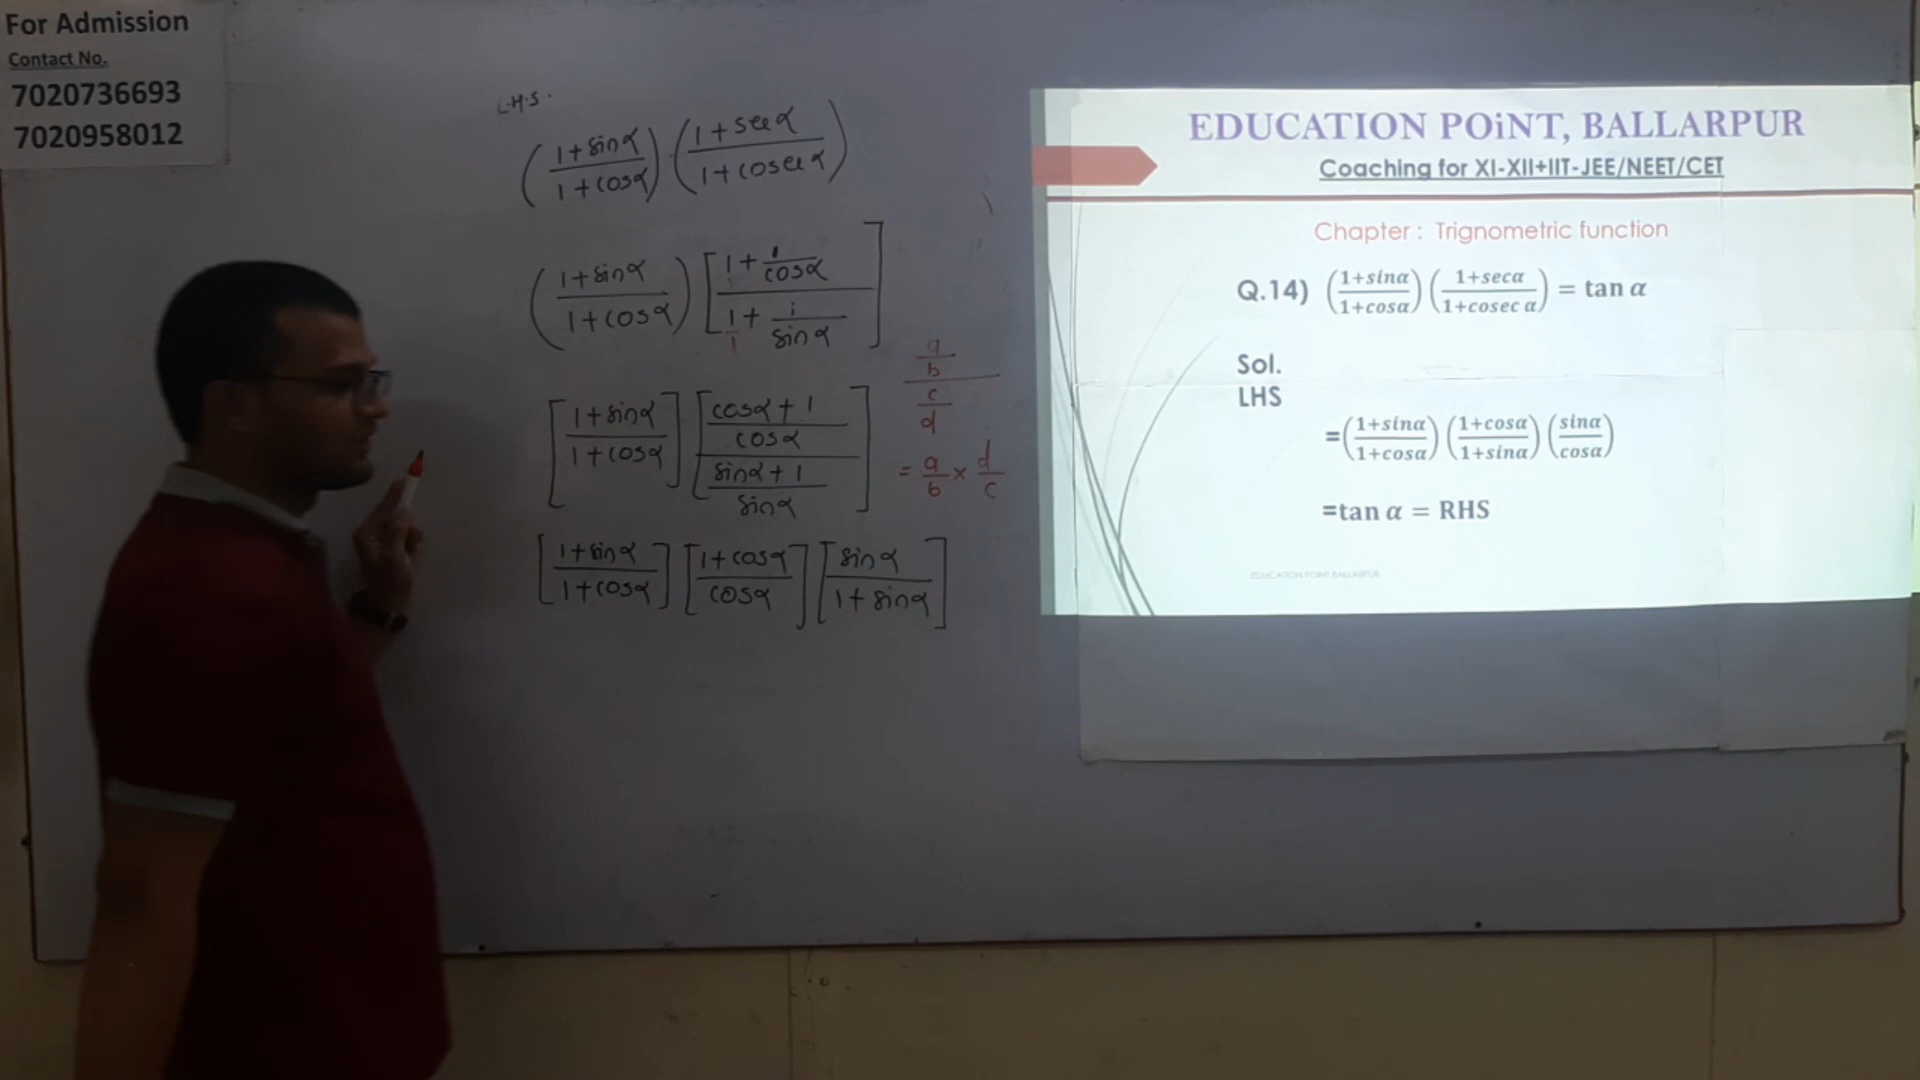 For Admission
Contact No.
7020736693
7020958012
L.H.S.
(1+sinα / 1+cosα) (1+secα / 1+cosecα)
(1+sinα / 1+cosα) [1+1/cosα / 1/1+1/sinα]
[1+sinα / 1+cosα] [cosα+1 / cosα / sinα+1 / sinα]
[1+sinα / 1+cosα] [1+cosα / cosα] [sinα / 1+sinα]
a/b / c/d
= a/b × d/c
EDUCATION POiNT, BALLARPUR
Coaching for XI-XII+IIT-JEE/NEET/CET
Chapter : Trignometric function
Q.14) (1+sinα / 1+cosα) (1+secα / 1+cosec α) = tan α
Sol.
LHS
=(1+sinα / 1+cosα) (1+cosα / 1+sinα) (sinα / cosα)
=tan α = RHS
EDUCATION POINT,BALLARPUR